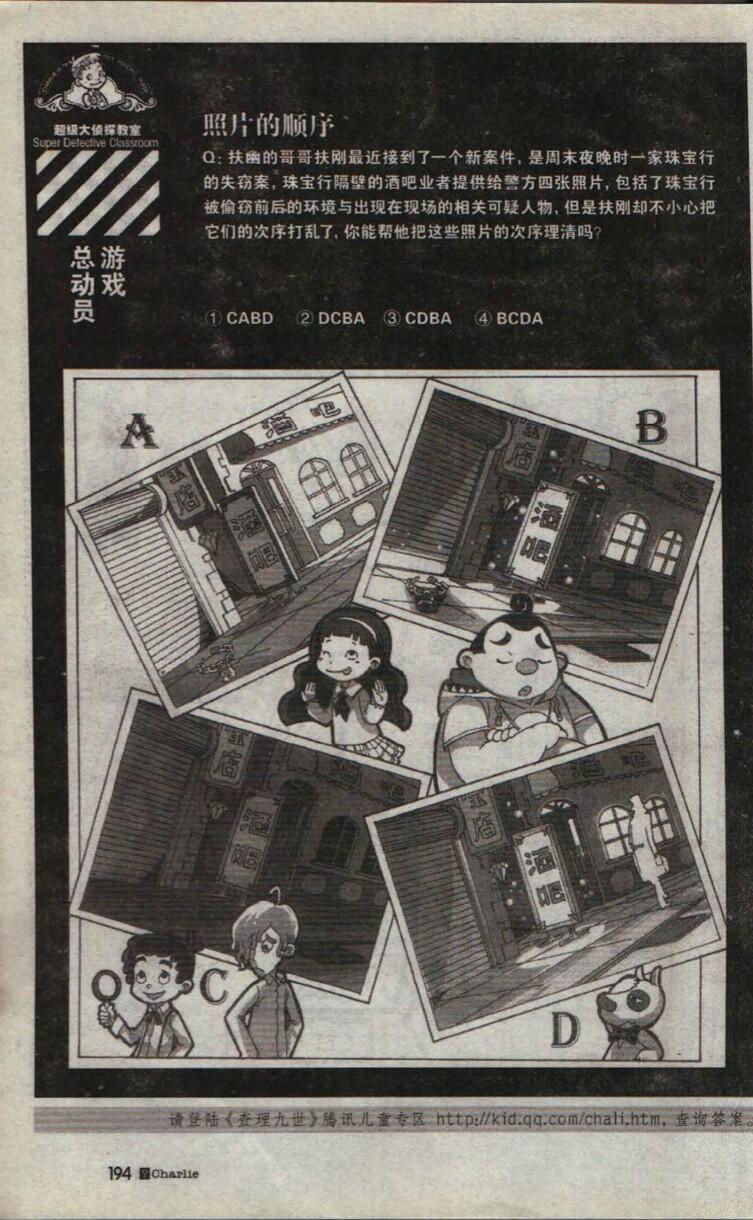 超级大侦探教室
Super Detective Classroom
游戏
总动员
照片的顺序
Q：扶幽的哥哥扶刚最近接到了一个新案件，是周末夜晚时一家珠宝行
的失窃案，珠宝行隔壁的酒吧业者提供给警方四张照片，包括了珠宝行
被偷窃前后的环境与出现在现场的相关可疑人物，但是扶刚却不小心把
它们的次序打乱了，你能帮他把这些照片的次序理清吗？
① CABD ② DCBA ③ CDBA ④ BCDA
A
酒吧
宝店
酒吧
B
宝店
酒吧
酒吧
C
宝店
酒吧
酒吧
D
宝店
酒吧
酒吧
请登陆《查理九世》腾讯儿童专区 http://kid.qq.com/chali.htm，查询答案。
194 Charlie